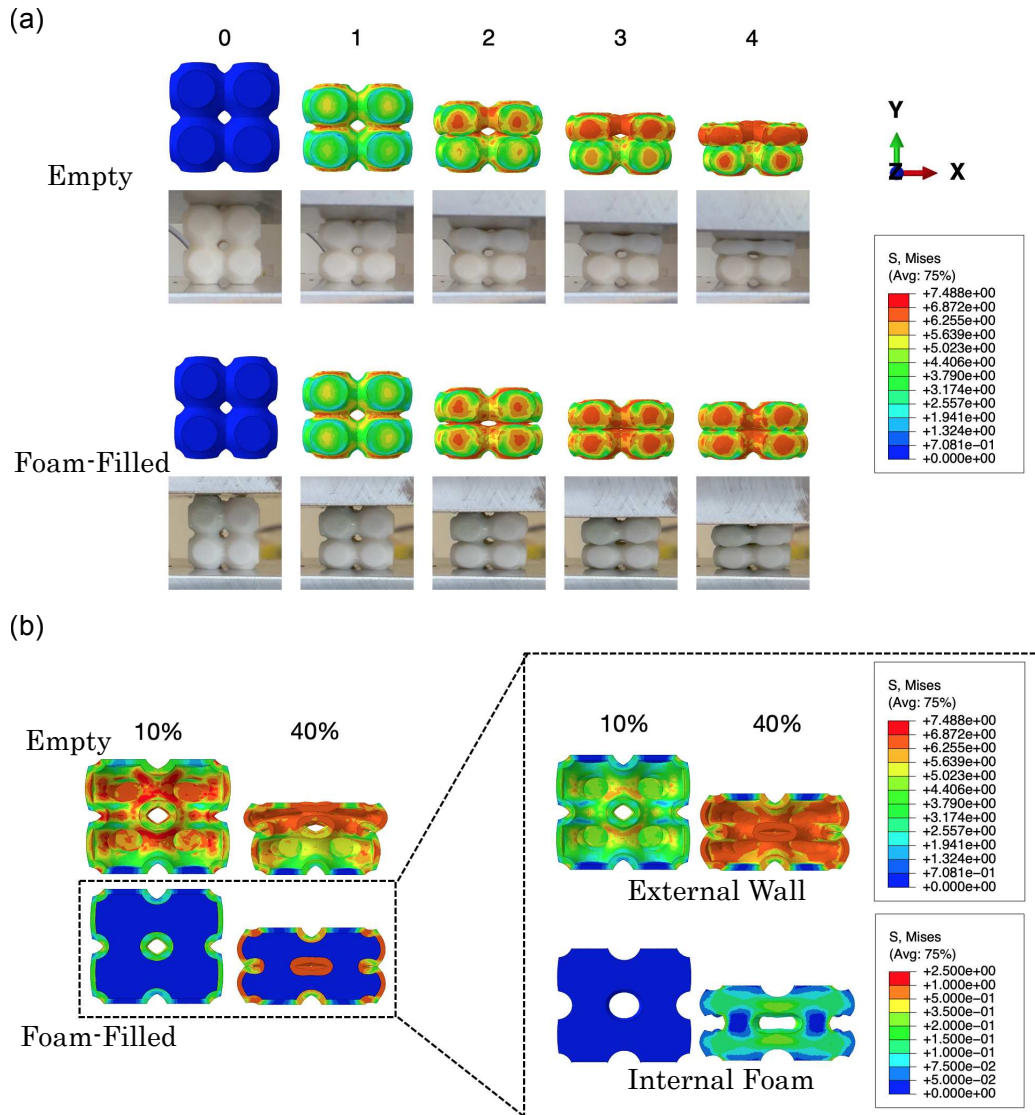 (a)
0 1 2 3 4
Empty
Y
Z X
S, Mises
(Avg: 75%)
+7.488e+00
+6.872e+00
+6.255e+00
+5.639e+00
+5.023e+00
+4.406e+00
+3.790e+00
+3.174e+00
+2.557e+00
+1.941e+00
+1.324e+00
+7.081e-01
+0.000e+00
Foam-Filled
(b)
Empty
10% 40%
Foam-Filled
10% 40%
External Wall
S, Mises
(Avg: 75%)
+7.488e+00
+6.872e+00
+6.255e+00
+5.639e+00
+5.023e+00
+4.406e+00
+3.790e+00
+3.174e+00
+2.557e+00
+1.941e+00
+1.324e+00
+7.081e-01
+0.000e+00
Internal Foam
S, Mises
(Avg: 75%)
+2.500e+00
+1.000e+00
+5.000e-01
+3.500e-01
+2.000e-01
+1.500e-01
+1.000e-01
+7.500e-02
+5.000e-02
+0.000e+00